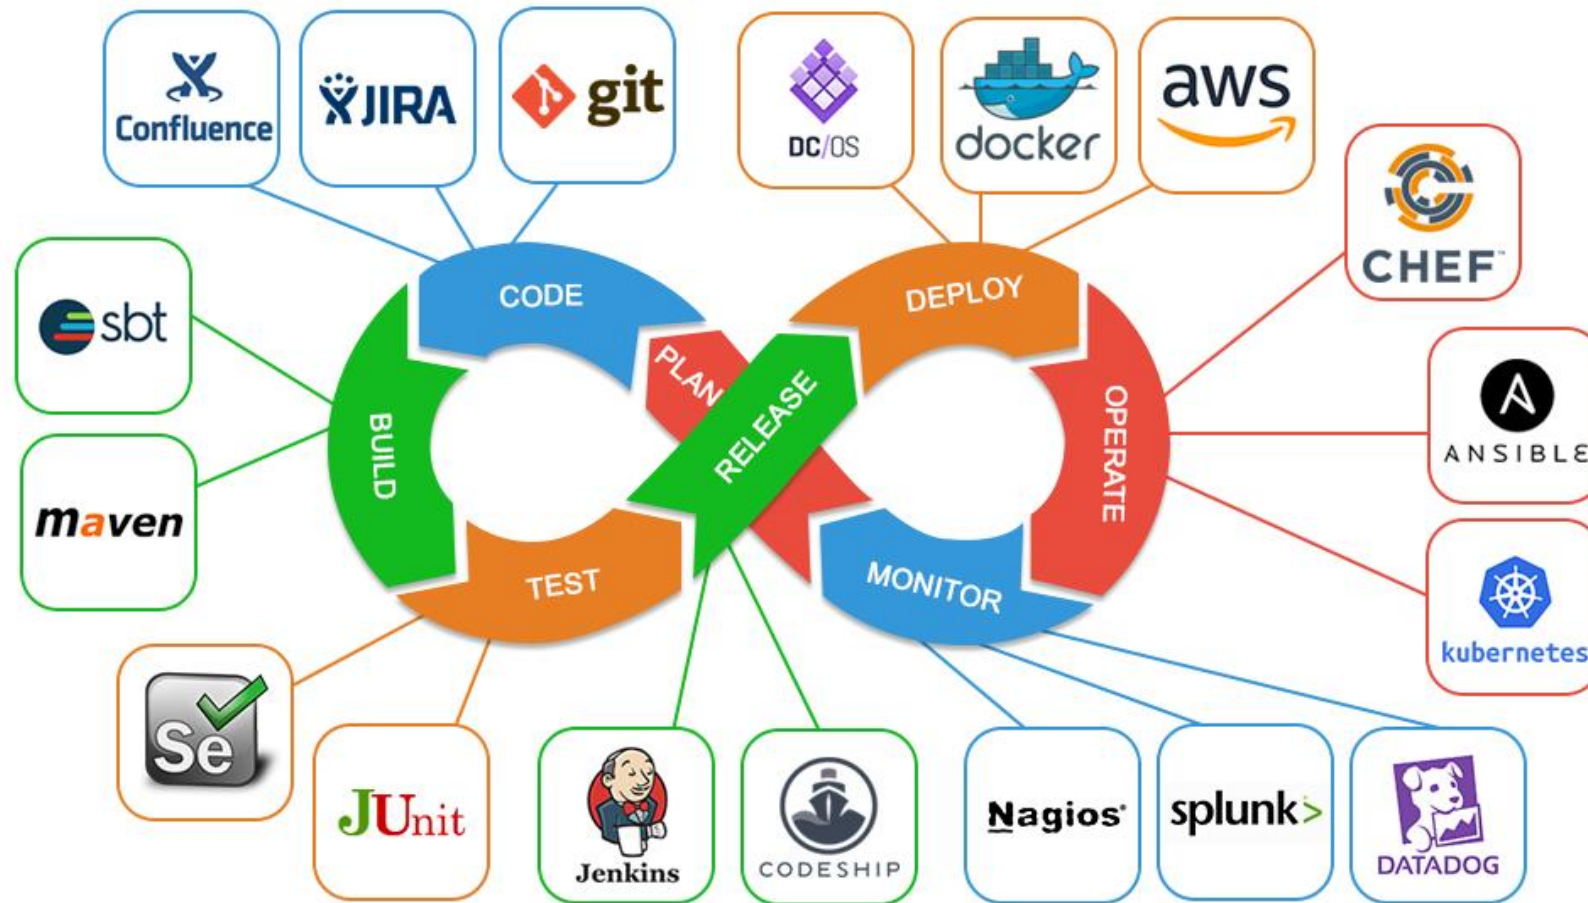 Confluence
JIRA
git
DC/OS
docker
aws
CHEF™
sbt
CODE
DEPLOY
PLAN
RELEASE
OPERATE
BUILD
ANSIBLE
maven
TEST
MONITOR
kubernetes
Se
JUnit
Jenkins
CODESHIP
Nagios®
splunk>
DATADOG